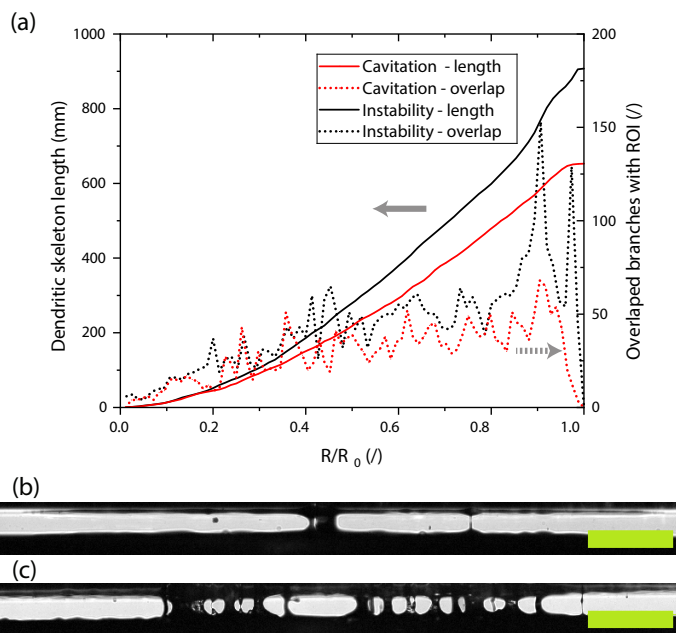 (a)
1000
800
600
400
200
0
Dendritic skeleton length (mm)
Cavitation - length
Cavitation - overlap
Instability - length
Instability - overlap
200
150
100
50
0
Overlaped branches with ROI (/)
0.0 0.2 0.4 0.6 0.8 1.0
R/R 0 (/)
(b)
(c)